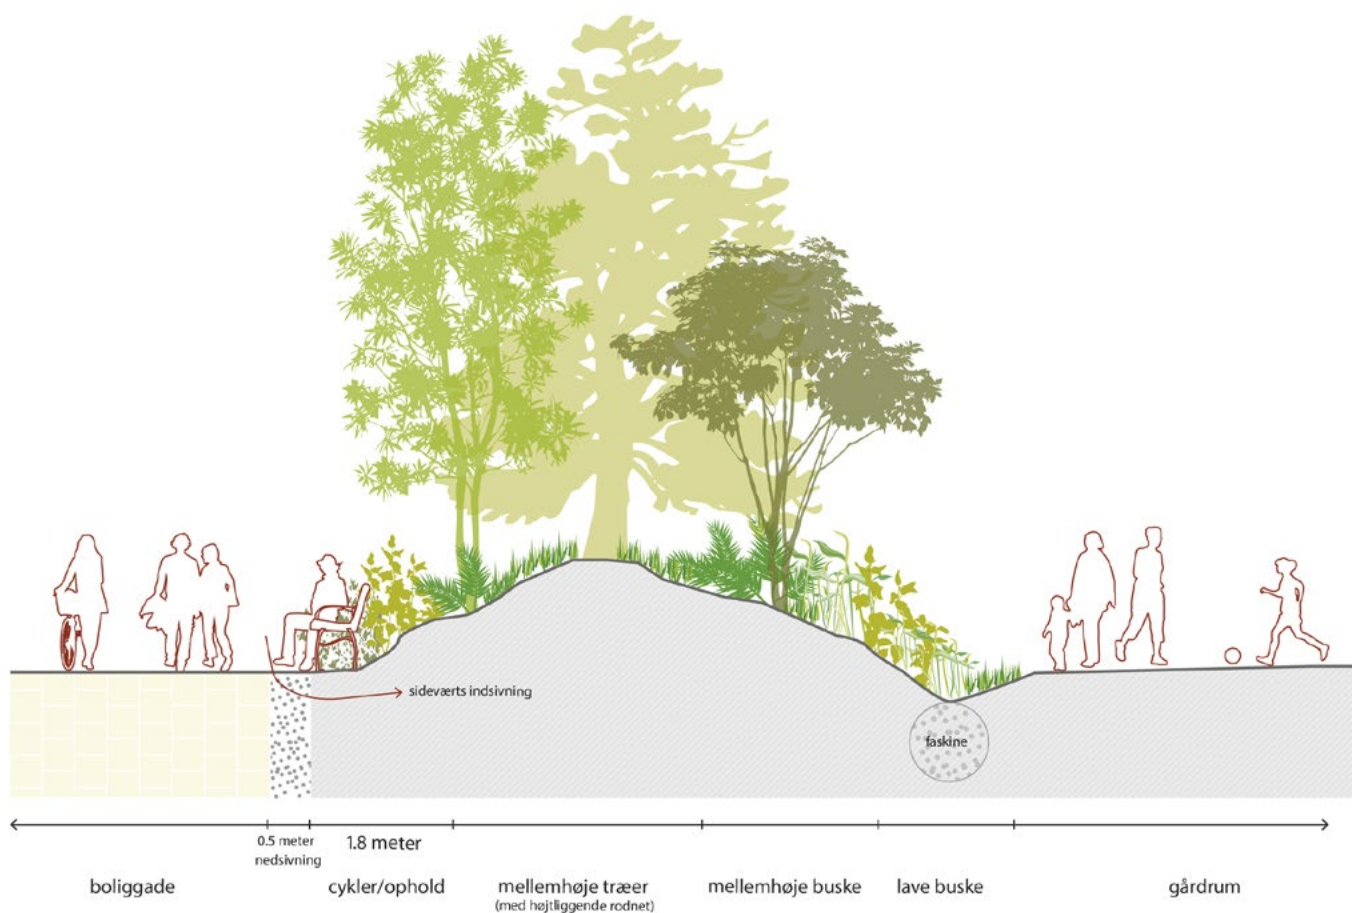 sideværts indsivning
faskine
0.5 meter
nedsivning
1.8 meter
boliggade
cykler/ophold
mellemhøje træer
(med højtliggende rodnet)
mellemhøje buske
lave buske
gårdrum